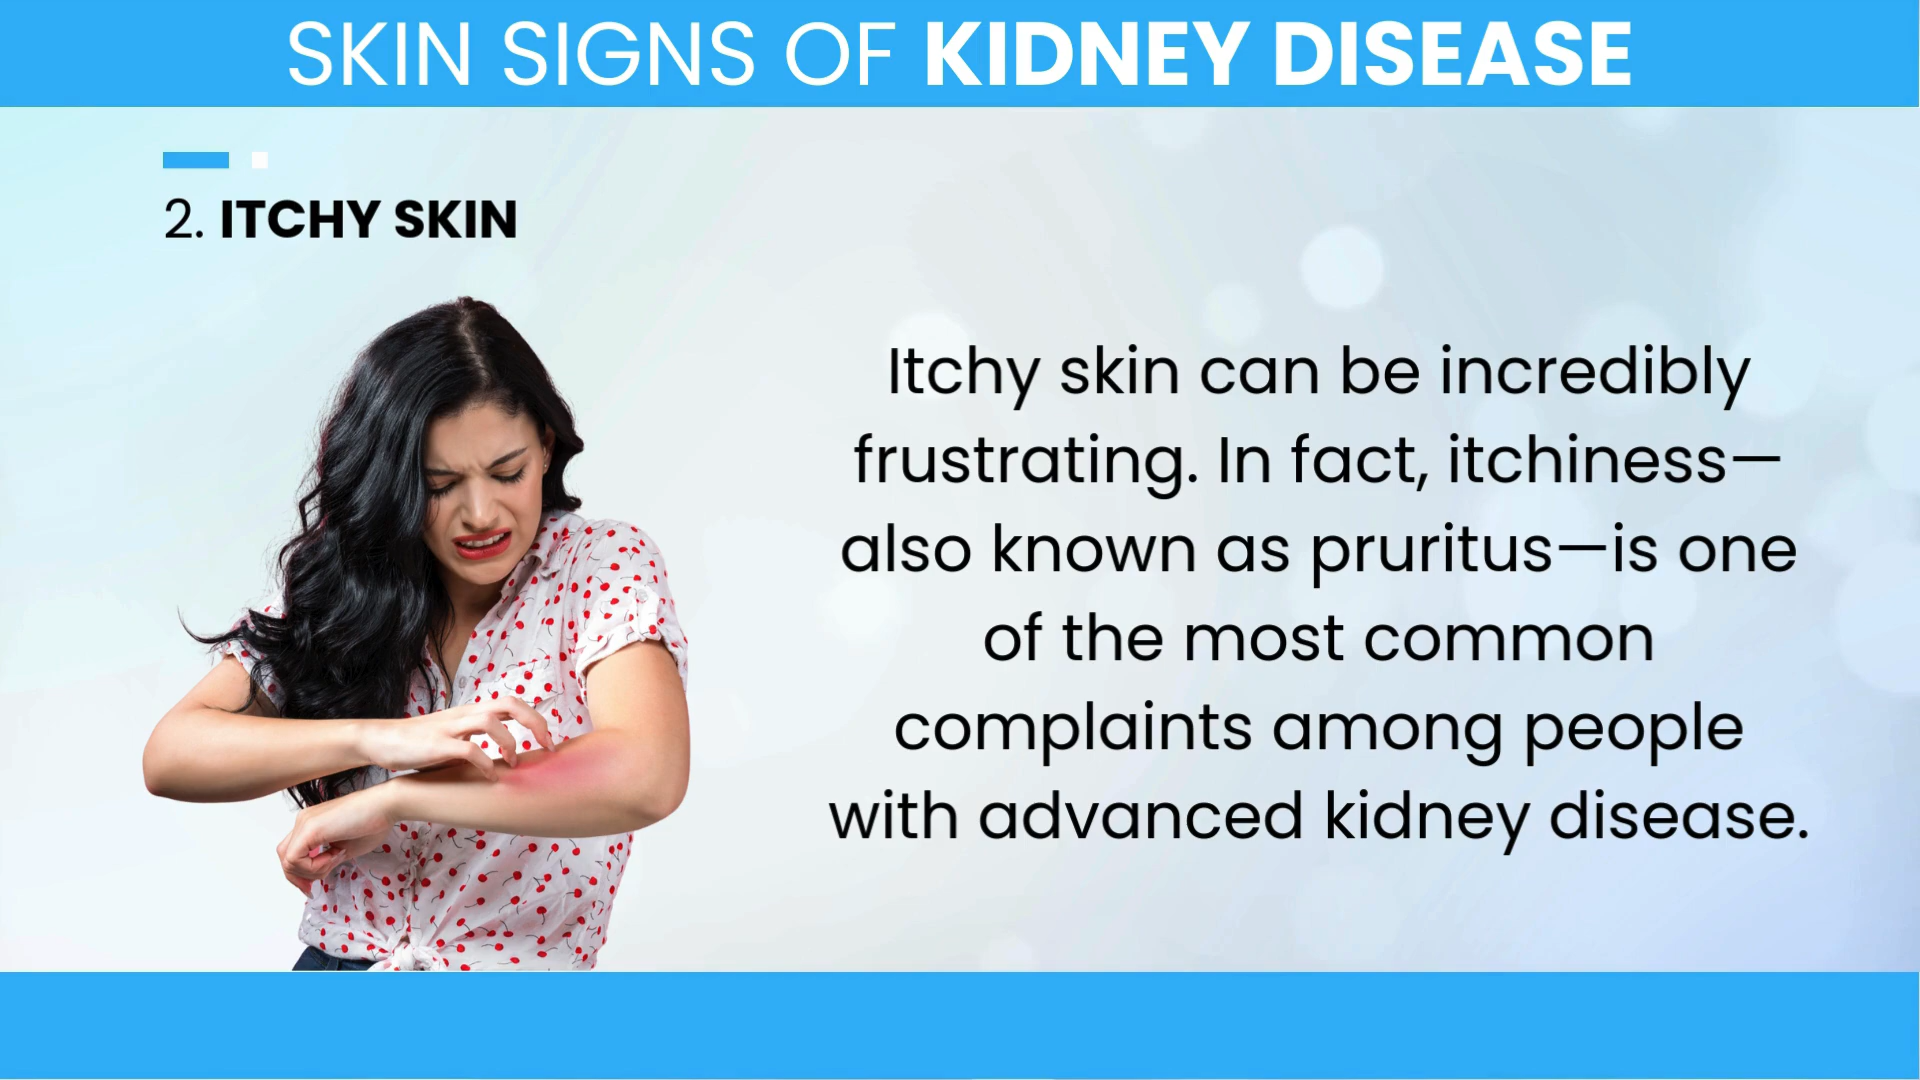 SKIN SIGNS OF KIDNEY DISEASE
2. ITCHY SKIN
Itchy skin can be incredibly
frustrating. In fact, itchiness—
also known as pruritus—is one
of the most common
complaints among people
with advanced kidney disease.